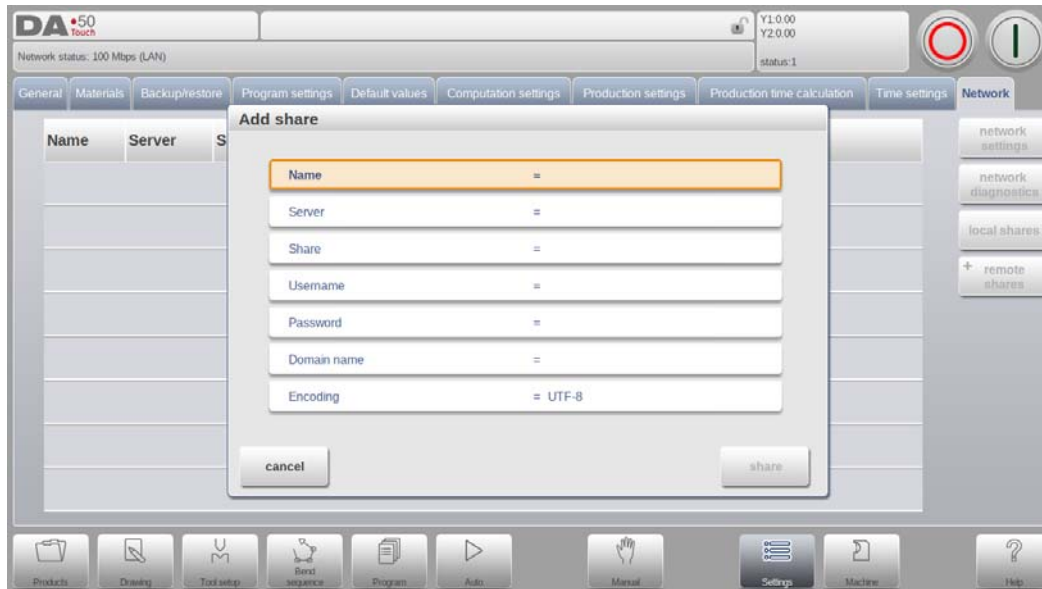 DA•50
Touch
Y1:0.00
Y2:0.00
Network status: 100 Mbps (LAN)
status:1
General Materials Backup/restore Program settings Default values Computation settings Production settings Production time calculation Time settings Network
Add share
Name Server S
network
settings
network
diagnostics
local shares
+ remote
shares
Name =
Server =
Share =
Username =
Password =
Domain name =
Encoding = UTF-8
cancel share
Products Drawing Tool setup Bend
sequence Program Auto Manual Settings Machine Help